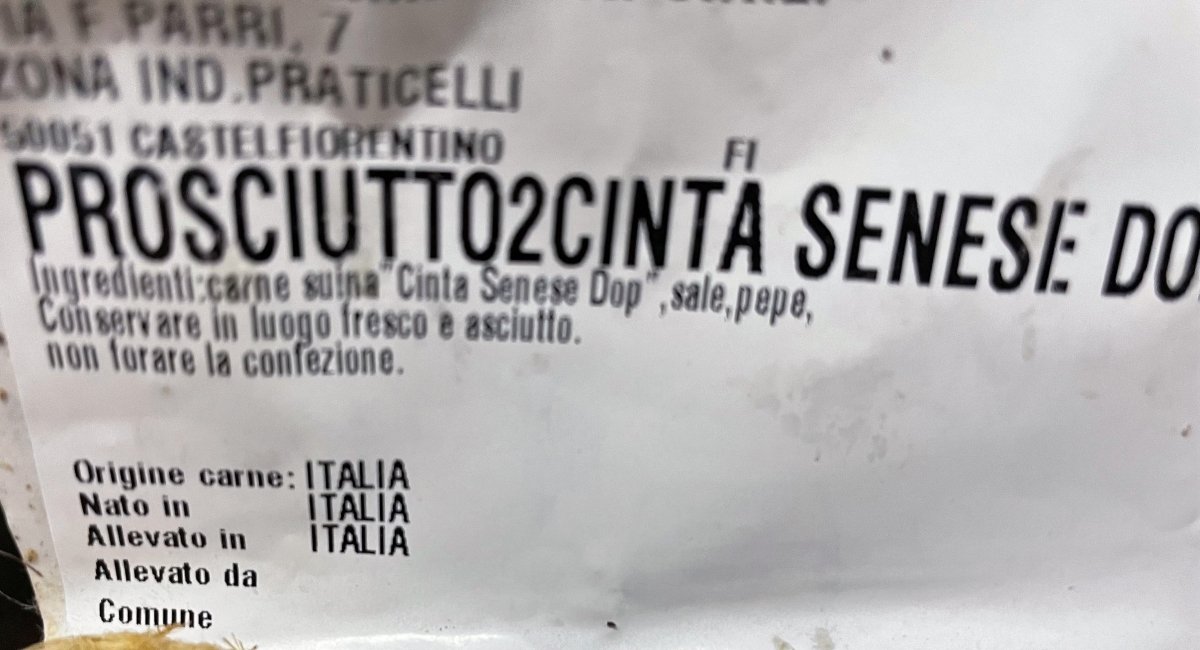 IA F.PARRI, 7
ZONA IND.PRATICELLI
50051 CASTELFIORENTINO FI
PROSCIUTTO2CINTA SENESE DO
Ingredienti:carne suina"Cinta Senese Dop",sale,pepe,
Conservare in luogo fresco e asciutto.
non forare la confezione.
Origine carne: ITALIA
Nato in ITALIA
Allevato in ITALIA
Allevato da
Comune